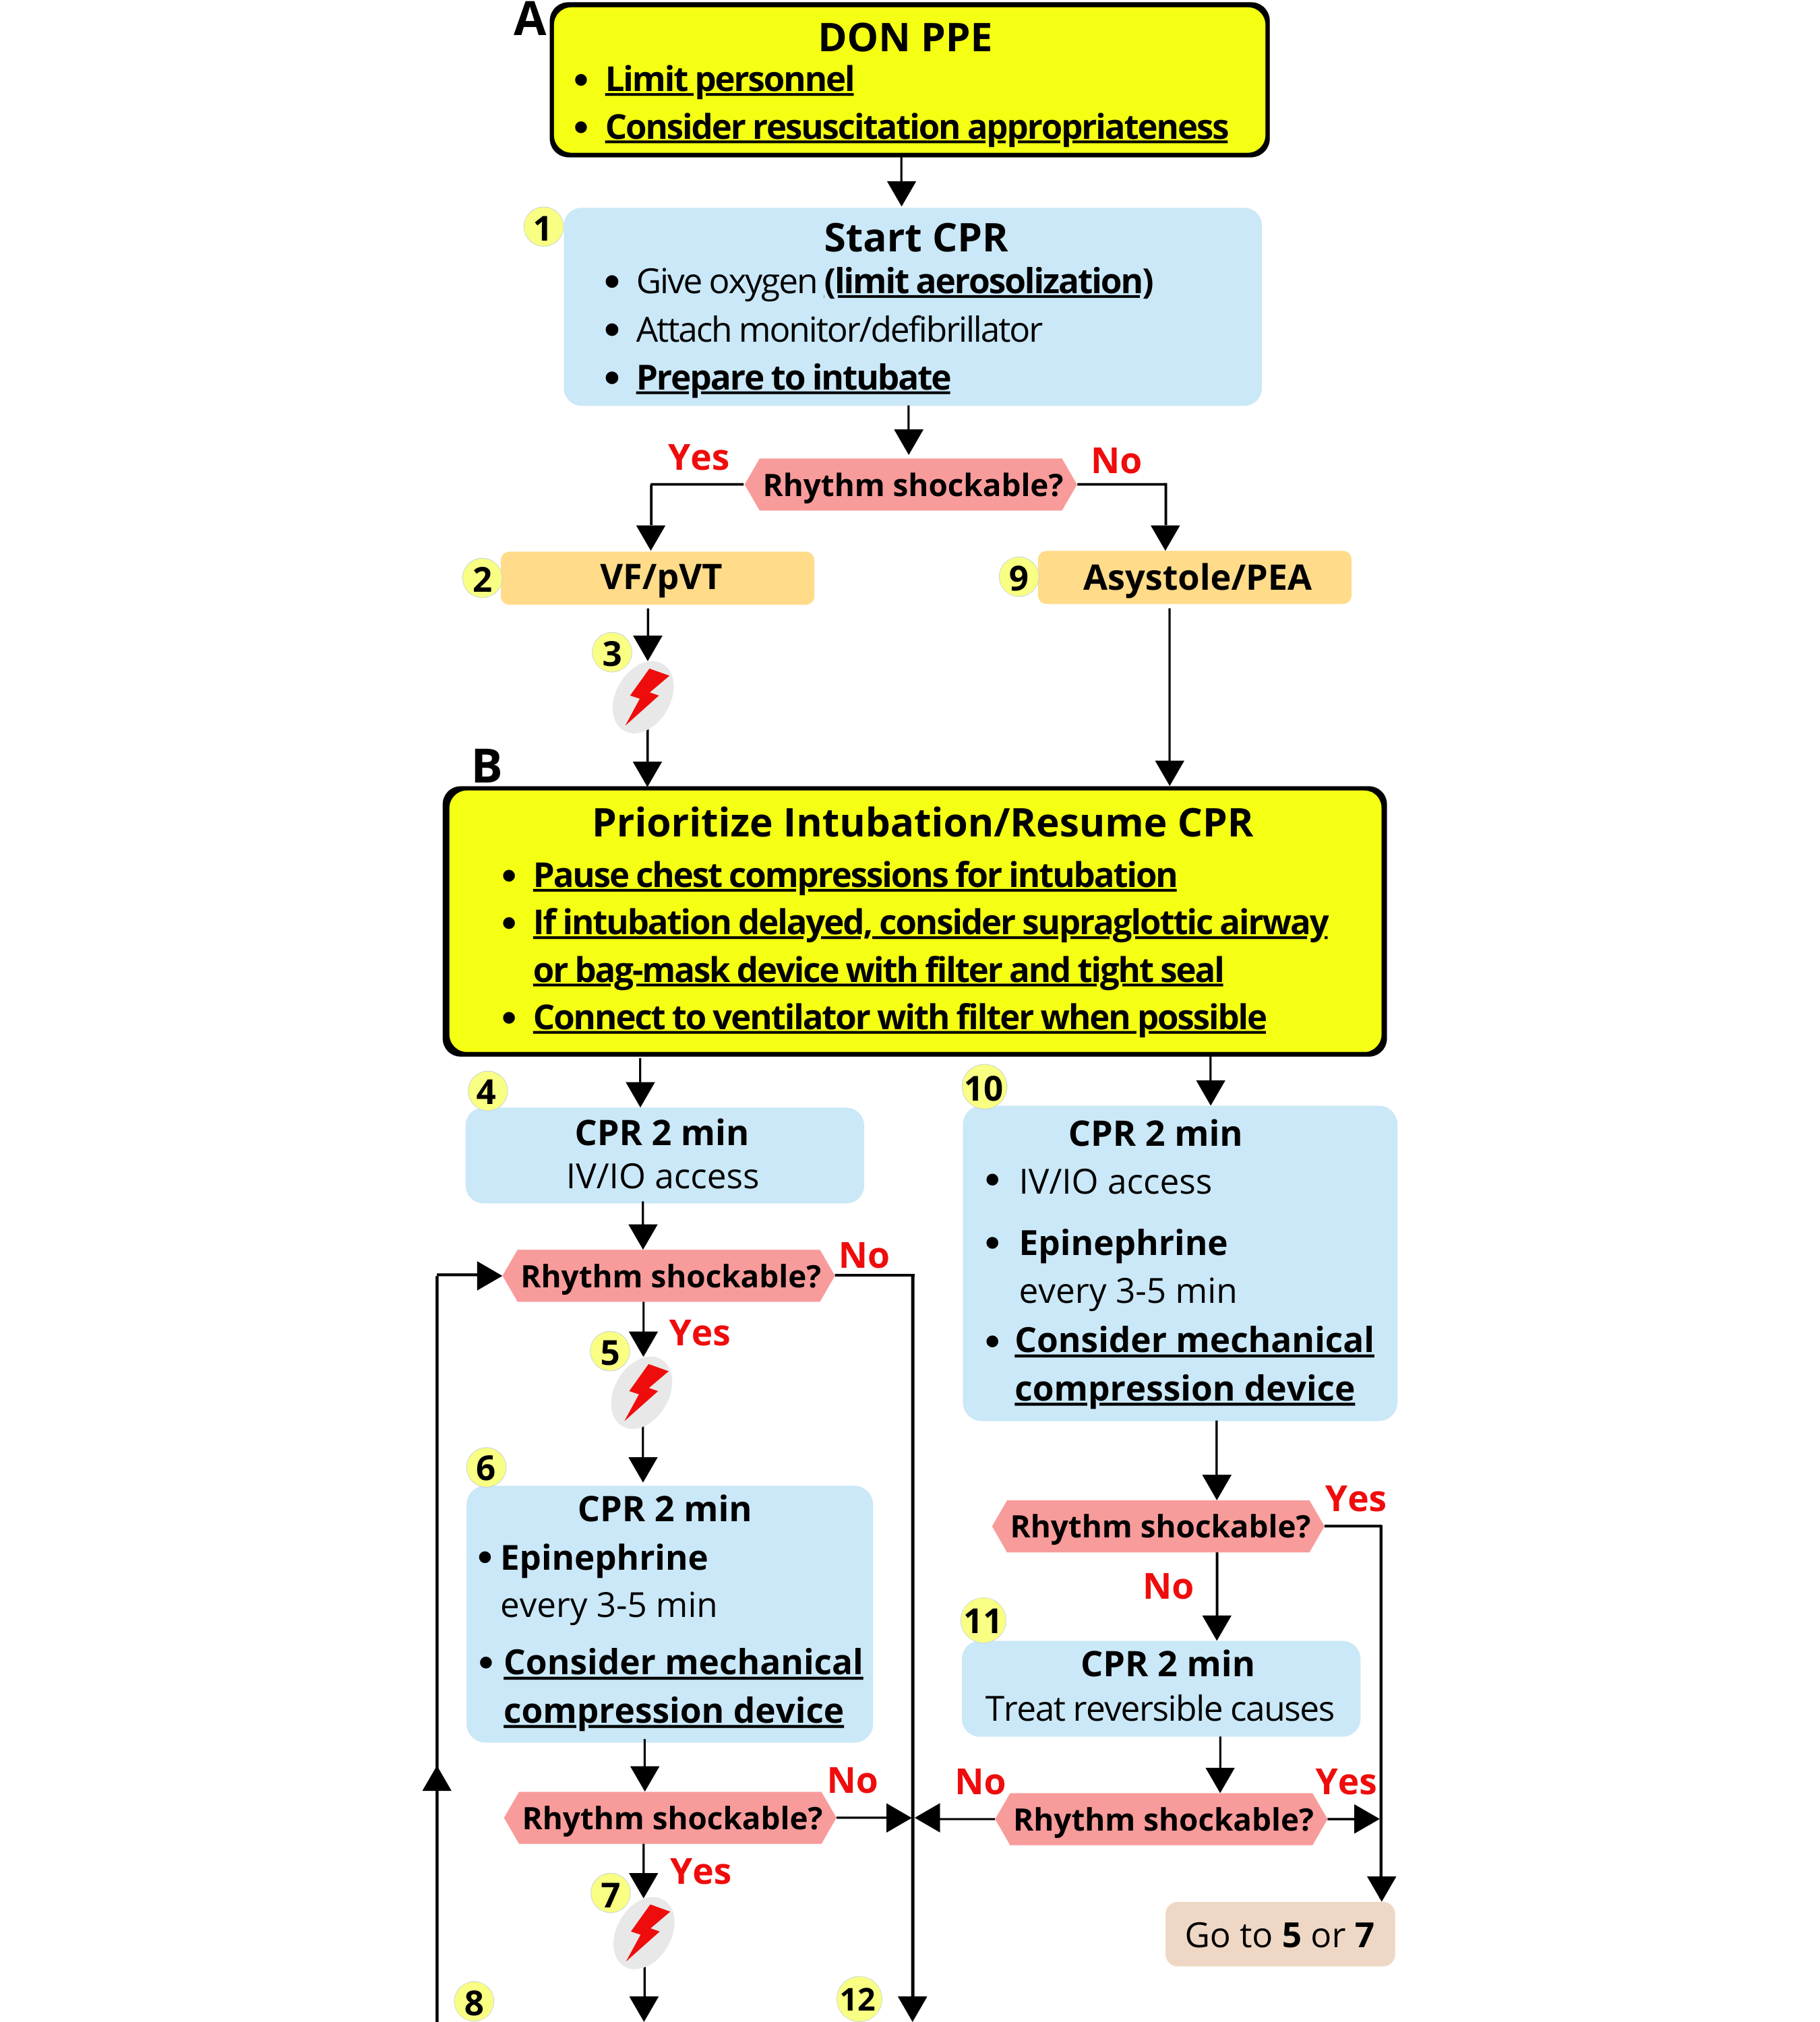 A
DON PPE
• Limit personnel
• Consider resuscitation appropriateness
1
Start CPR
• Give oxygen (limit aerosolization)
• Attach monitor/defibrillator
• Prepare to intubate
Yes
Rhythm shockable?
No
2
VF/pVT
9
Asystole/PEA
3
B
Prioritize Intubation/Resume CPR
• Pause chest compressions for intubation
• If intubation delayed, consider supraglottic airway
or bag-mask device with filter and tight seal
• Connect to ventilator with filter when possible
4
CPR 2 min
IV/IO access
Rhythm shockable?
No
Yes
5
6
CPR 2 min
• Epinephrine
every 3-5 min
• Consider mechanical
compression device
Rhythm shockable?
No
Yes
7
8
10
CPR 2 min
• IV/IO access
• Epinephrine
every 3-5 min
• Consider mechanical
compression device
Rhythm shockable?
Yes
No
11
CPR 2 min
Treat reversible causes
No
Rhythm shockable?
Yes
Go to 5 or 7
12